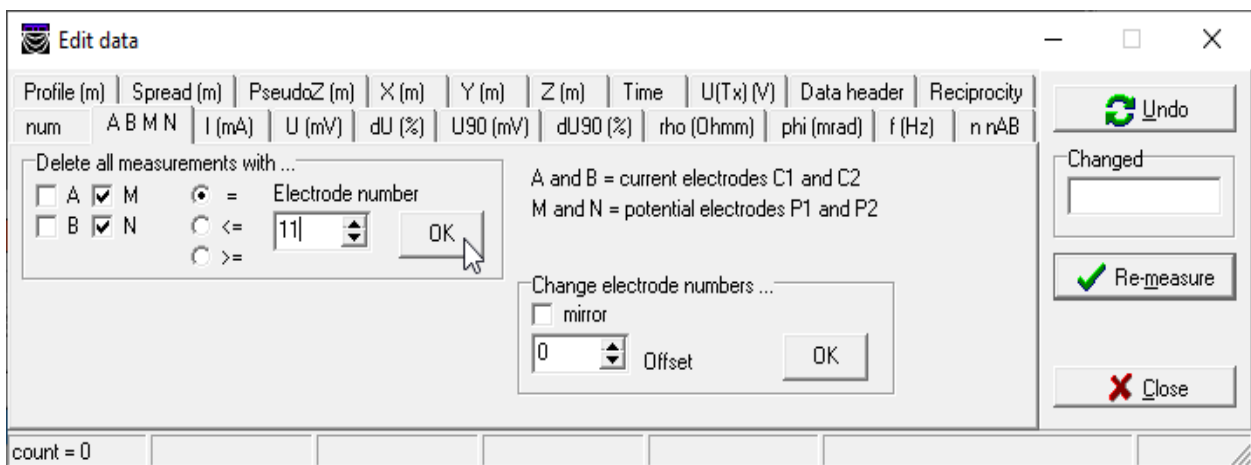 Edit data
Profile (m) Spread (m) PseudoZ (m) X (m) Y (m) Z (m) Time U(Tx) (V) Data header Reciprocity
num A B M N I (mA) U (mV) dU (%) U90 (mV) dU90 (%) rho (Ohmm) phi (mrad) f (Hz) n nAB
Delete all measurements with ...
A M = Electrode number
B N <= 11 OK
>=
A and B = current electrodes C1 and C2
M and N = potential electrodes P1 and P2
Change electrode numbers ...
mirror
0 Offset OK
Undo
Changed
Re-measure
Close
count = 0